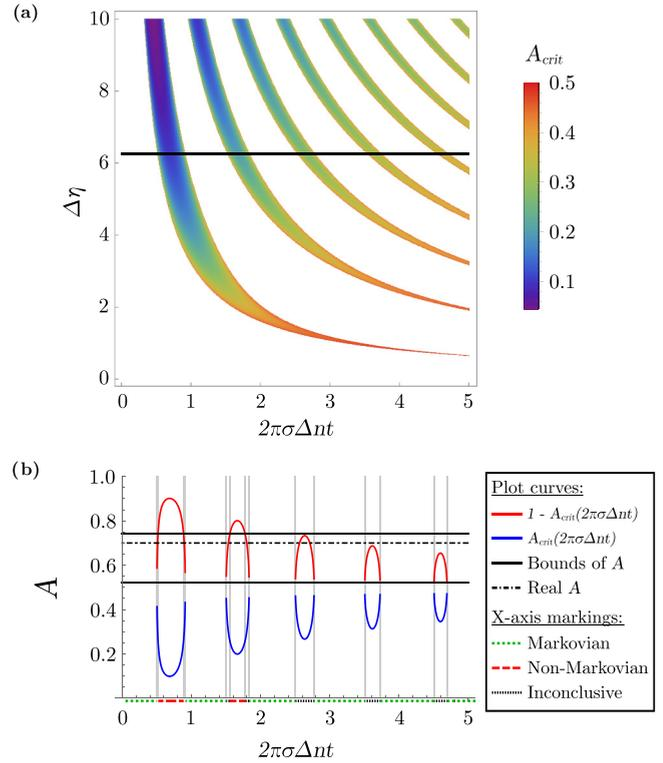 (a)
10
8
6
4
2
0
Δη
0 1 2 3 4 5
2πσΔnt
A_crit
0.5
0.4
0.3
0.2
0.1
(b)
1.0
0.8
0.6
0.4
0.2
A
0 1 2 3 4 5
2πσΔnt
Plot curves:
1 - A_crit(2πσΔnt)
A_crit(2πσΔnt)
Bounds of A
Real A
X-axis markings:
Markovian
Non-Markovian
Inconclusive